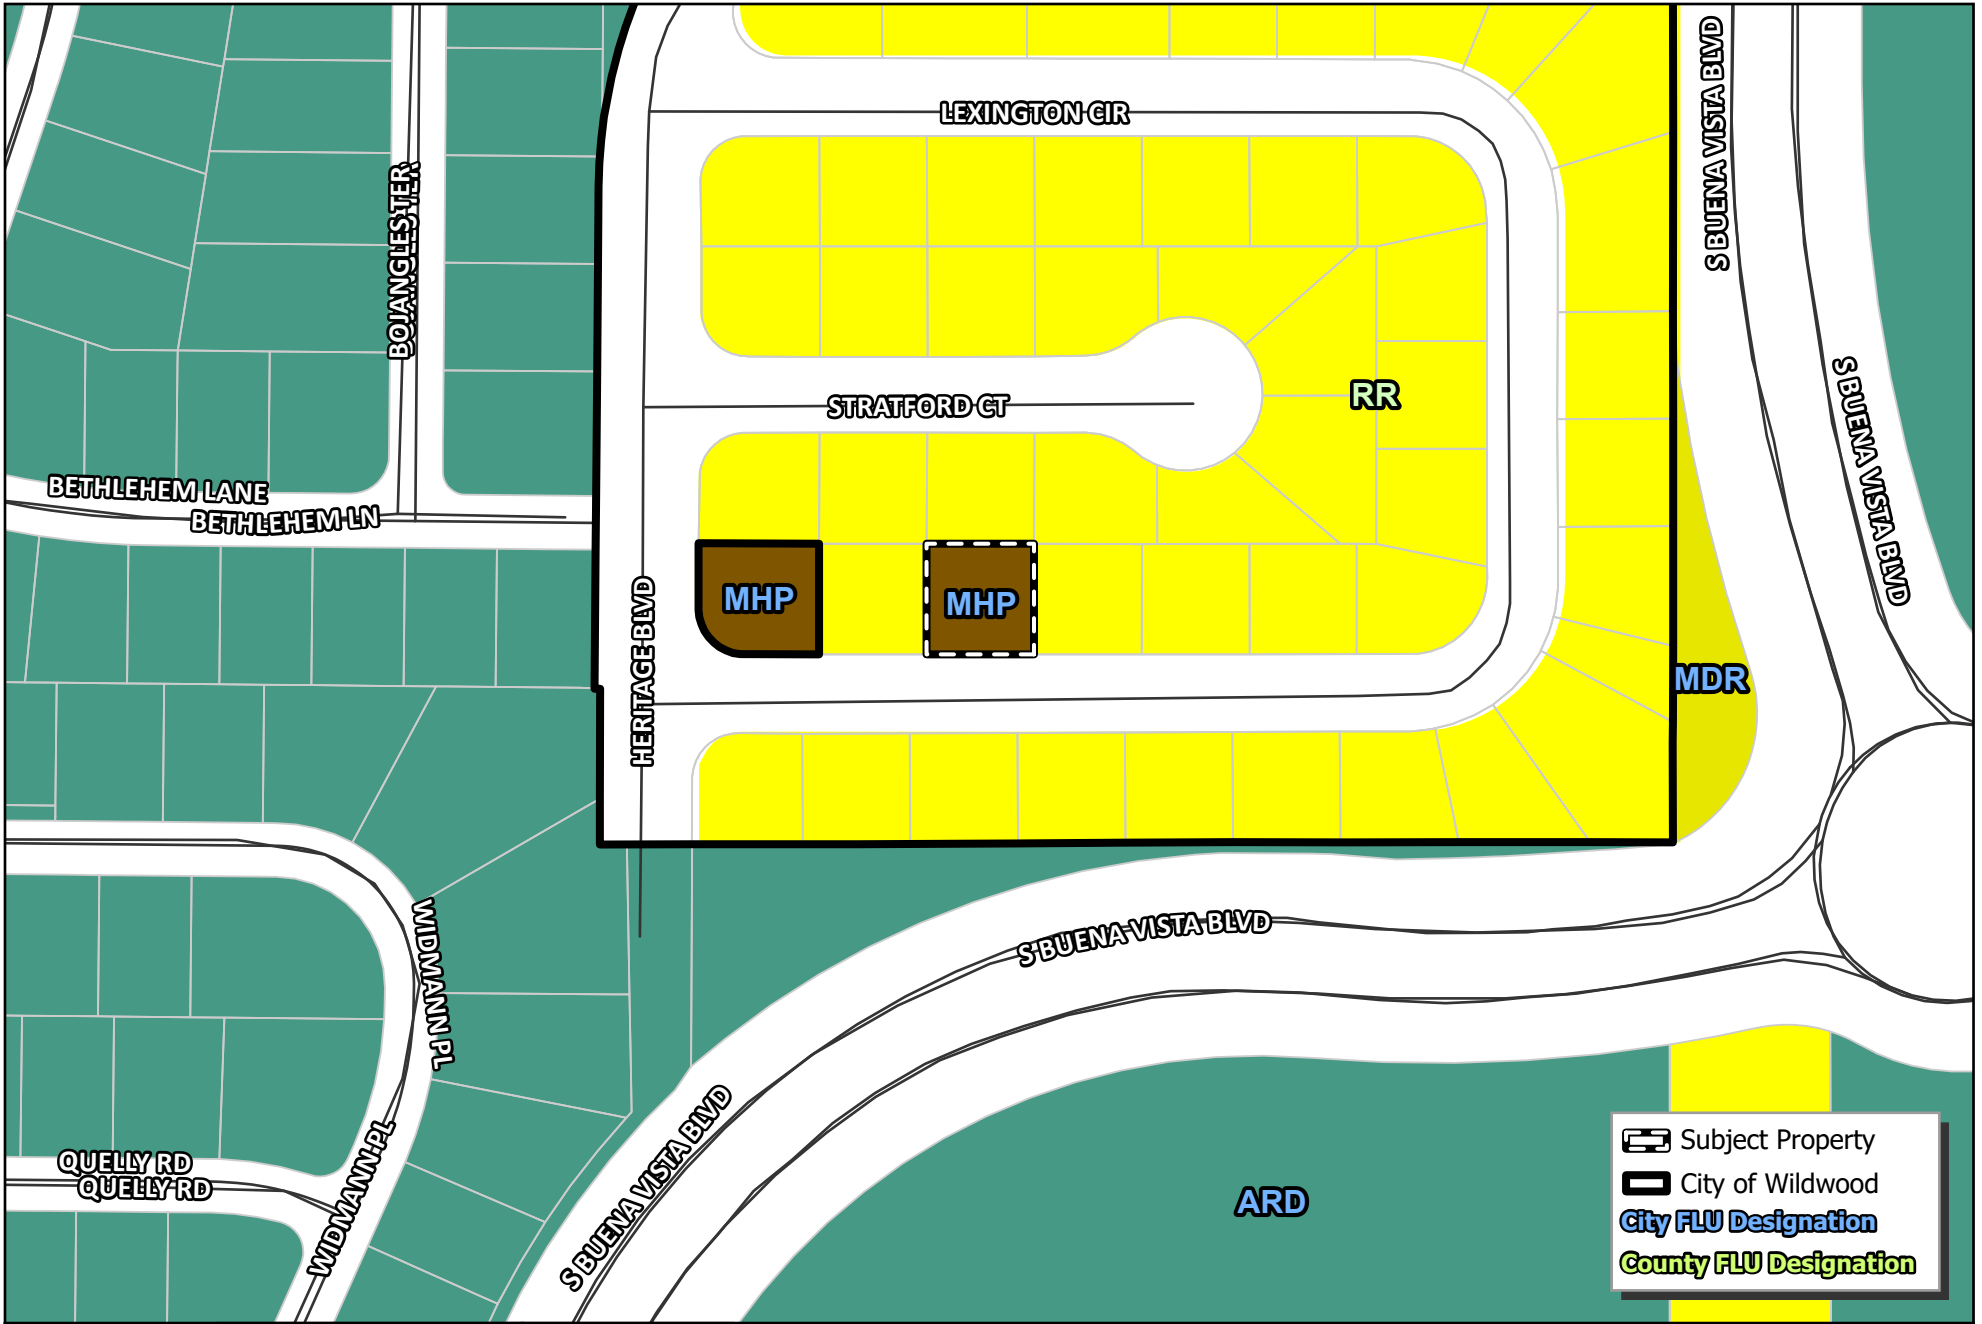 S BUENA VISTA BLVD
LEXINGTON CIR
BOJANGLES TER
S BUENA VISTA BLVD
RR
STRATFORD CT
BETHLEHEM LANE
BETHLEHEM LN
HERITAGE BLVD
MHP
MHP
MDR
WIDMANN PL
S BUENA VISTA BLVD
S BUENA VISTA BLVD
WIDMANN PL
QUELLY RD
QUELLY RD
ARD
Subject Property
City of Wildwood
City FLU Designation
County FLU Designation